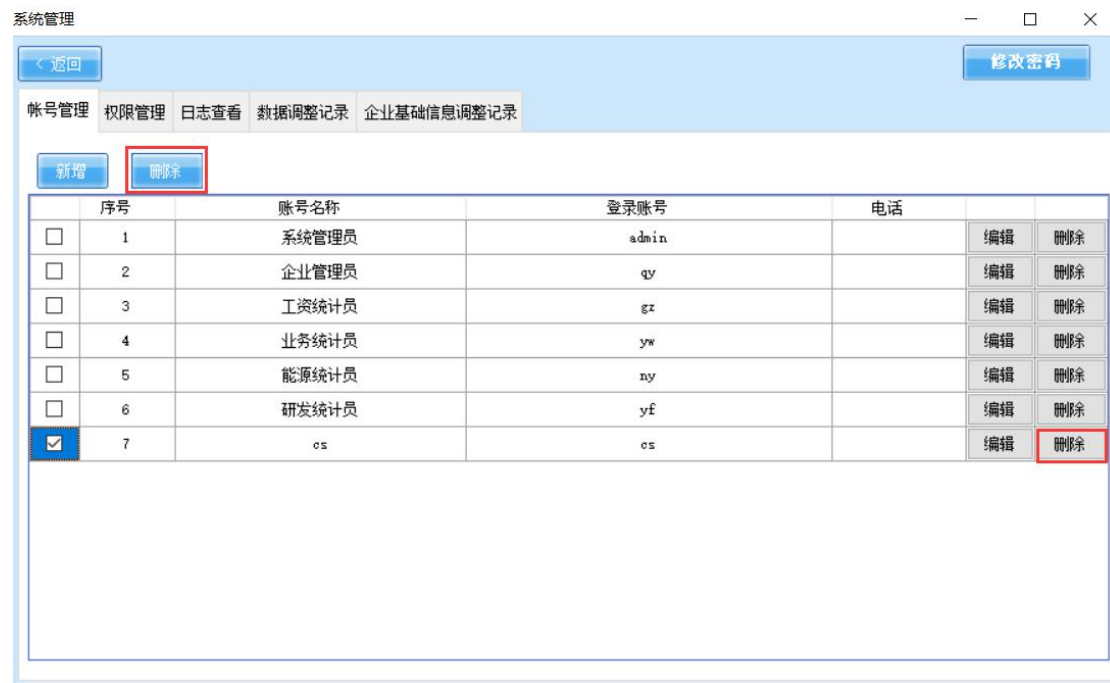 系统管理
< 返回 修改密码
帐号管理 权限管理 日志查看 数据调整记录 企业基础信息调整记录
新增 删除
序号 账号名称 登录账号 电话
1 系统管理员 admin 编辑 删除
2 企业管理员 qy 编辑 删除
3 工资统计员 gz 编辑 删除
4 业务统计员 yw 编辑 删除
5 能源统计员 ny 编辑 删除
6 研发统计员 yf 编辑 删除
7 cs cs 编辑 删除